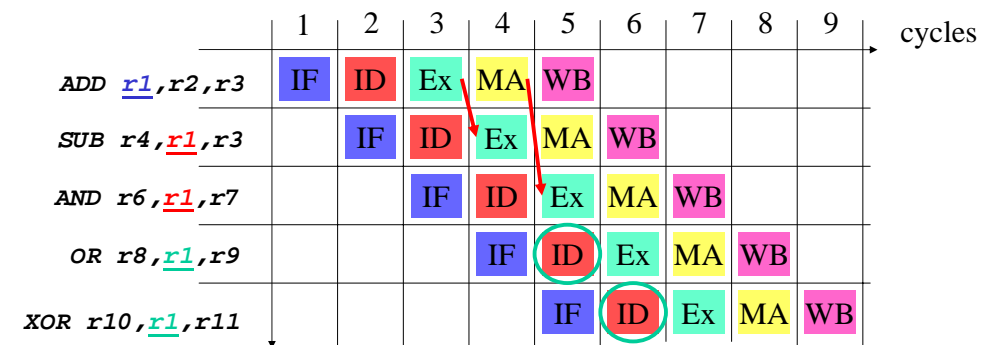 1 2 3 4 5 6 7 8 9 cycles
ADD r1,r2,r3 IF ID Ex MA WB
SUB r4,r1,r3 IF ID Ex MA WB
AND r6,r1,r7 IF ID Ex MA WB
OR r8,r1,r9 IF ID Ex MA WB
XOR r10,r1,r11 IF ID Ex MA WB